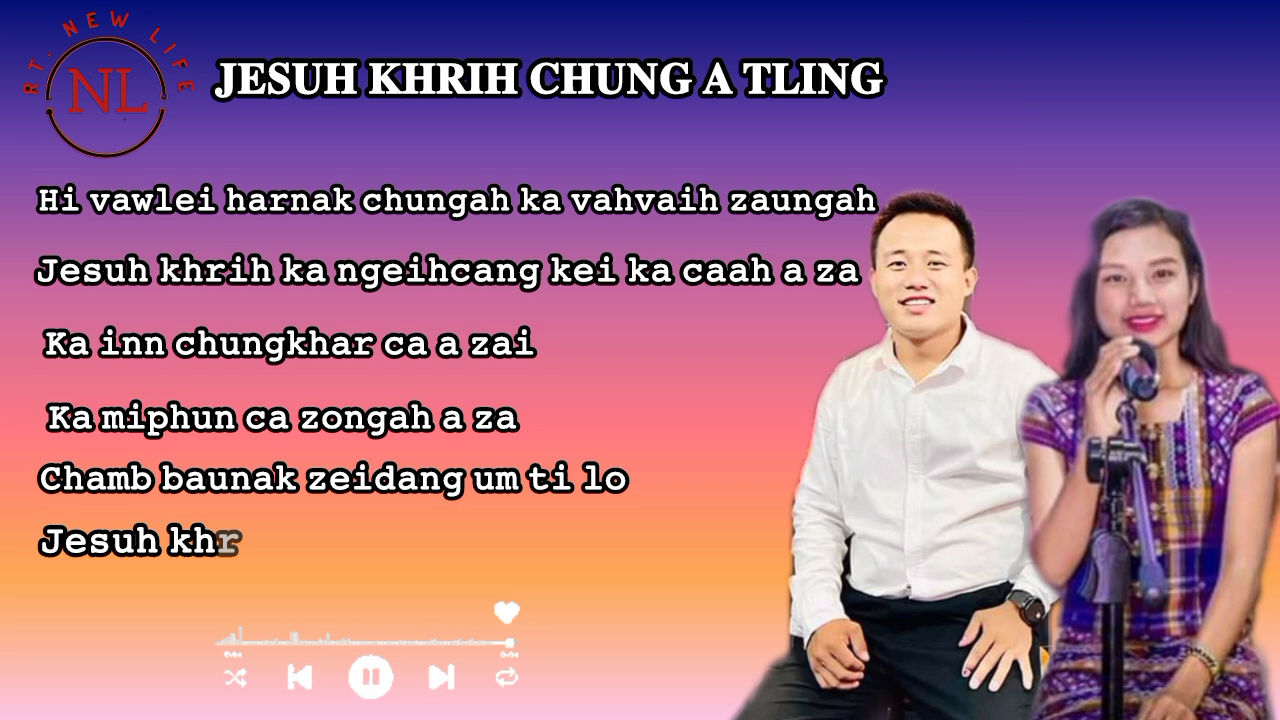 RT. NEW LIFE
NL
JESUH KHRIH CHUNG A TLING
Hi vawlei harnak chungah ka vahvaih zaungah
Jesuh khrih ka ngeihcang kei ka caah a za
Ka inn chungkhar ca a zai
Ka miphun ca zongah a za
Chamb baunak zeidang um ti lo
Jesuh khr